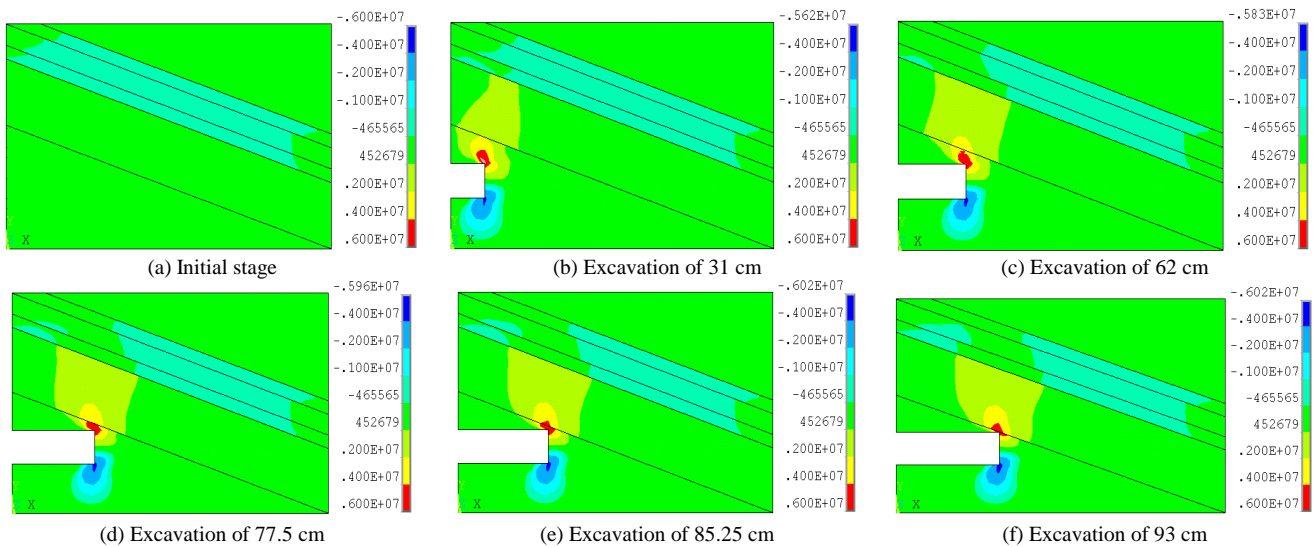 -.600E+07
-.400E+07
-.200E+07
-.100E+07
-465565
452679
.200E+07
.400E+07
.600E+07
Y
Z X
(a) Initial stage
-.562E+07
-.400E+07
-.200E+07
-.100E+07
-465565
452679
.200E+07
.400E+07
.600E+07
Y
Z X
(b) Excavation of 31 cm
-.583E+07
-.400E+07
-.200E+07
-.100E+07
-465565
452679
.200E+07
.400E+07
.600E+07
Y
Z X
(c) Excavation of 62 cm
-.596E+07
-.400E+07
-.200E+07
-.100E+07
-465565
452679
.200E+07
.400E+07
.600E+07
Y
Z X
(d) Excavation of 77.5 cm
-.602E+07
-.400E+07
-.200E+07
-.100E+07
-465565
452679
.200E+07
.400E+07
.600E+07
Y
Z X
(e) Excavation of 85.25 cm
-.602E+07
-.400E+07
-.200E+07
-.100E+07
-465565
452679
.200E+07
.400E+07
.600E+07
Y
Z X
(f) Excavation of 93 cm